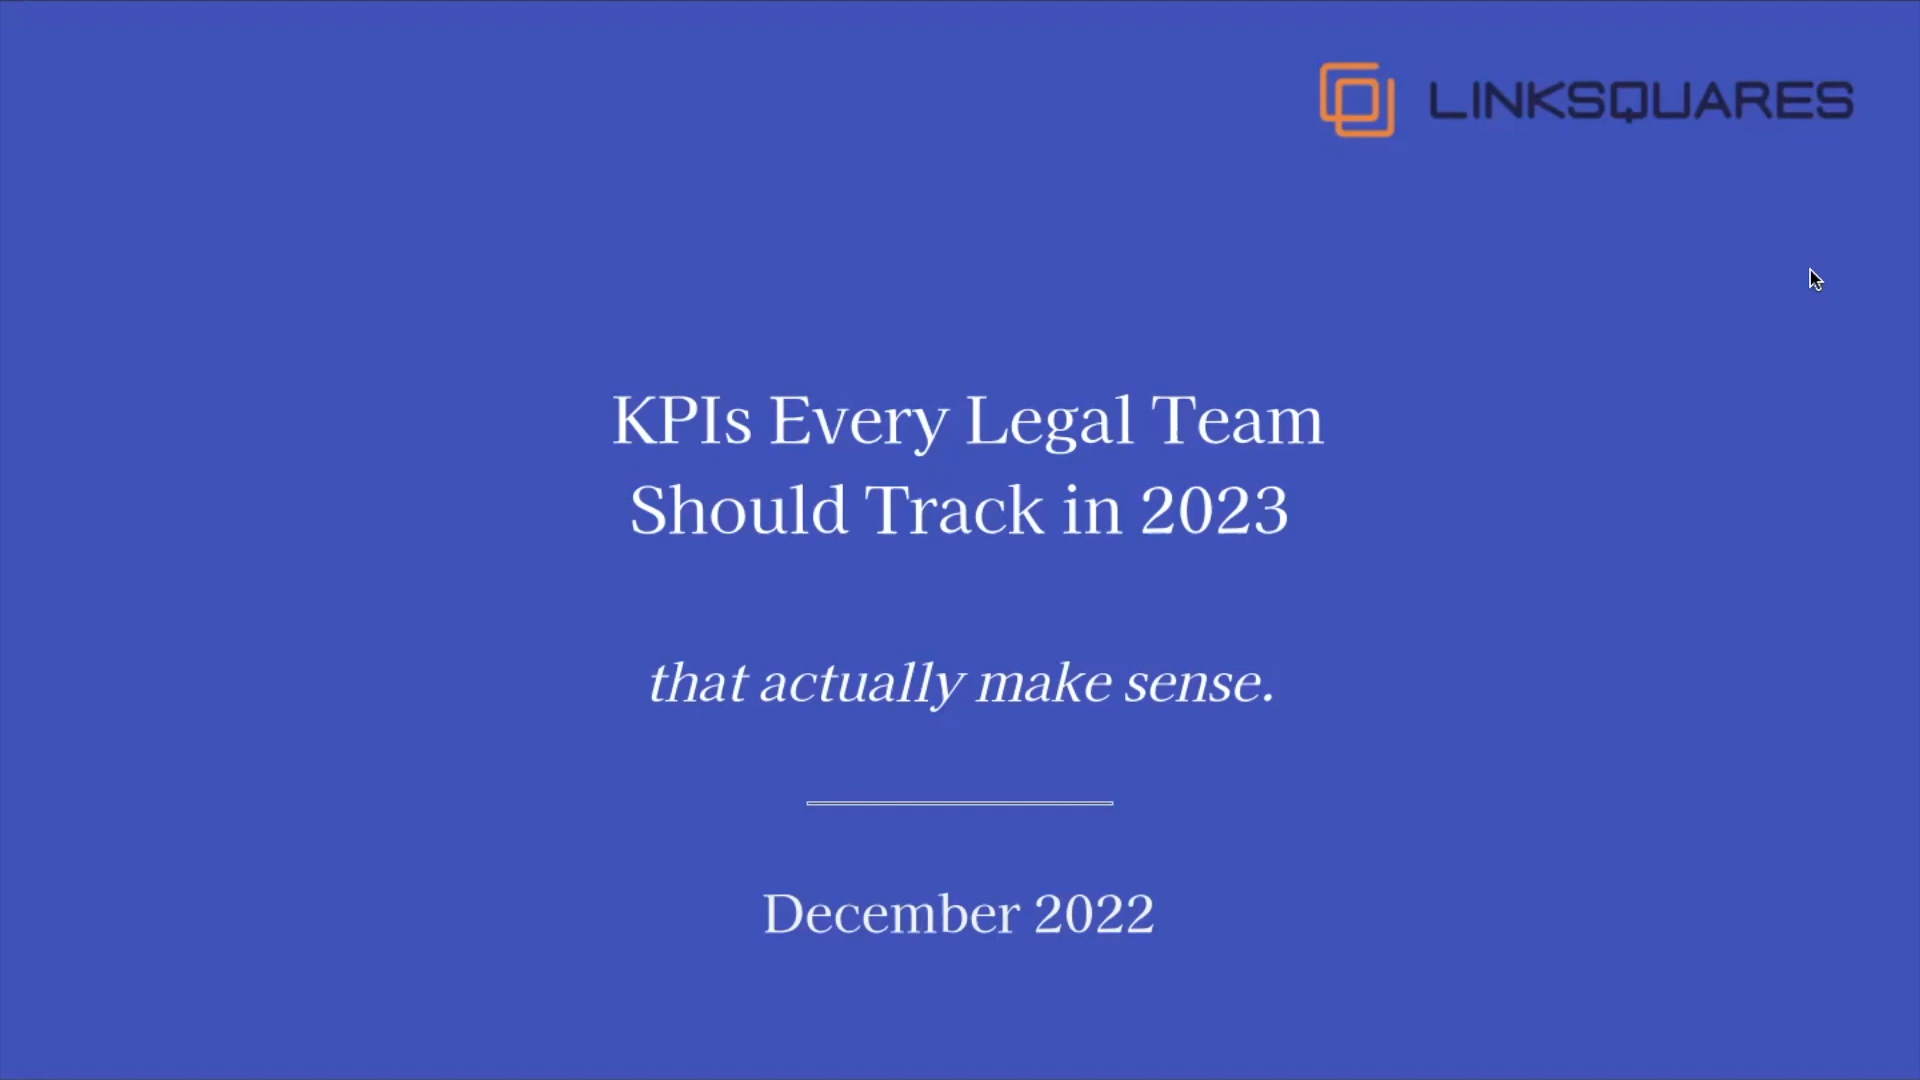 LINKSQUARES
KPIs Every Legal Team
Should Track in 2023
that actually make sense.
December 2022